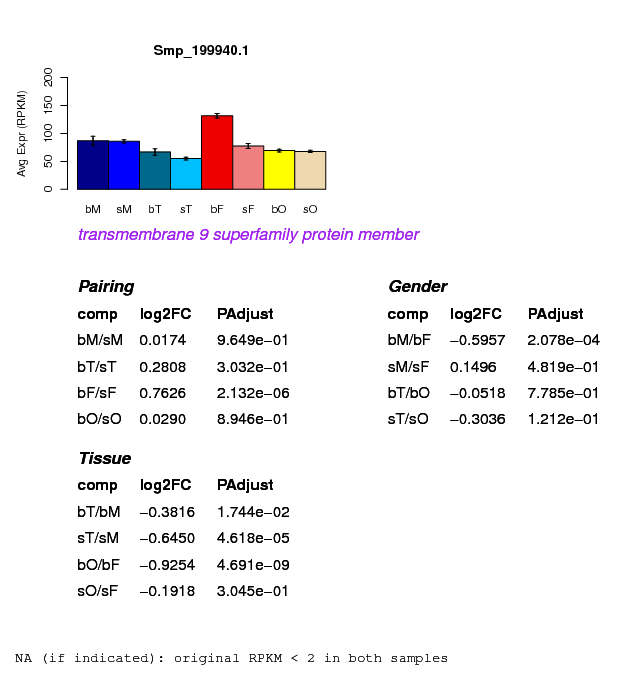 Smp_199940.1
Avg Expr (RPKM)
200
150
100
50
0
bM sM bT sT bF sF bO sO
transmembrane 9 superfamily protein member
Pairing
comp log2FC PAdjust
bM/sM 0.0174 9.649e−01
bT/sT 0.2808 3.032e−01
bF/sF 0.7626 2.132e−06
bO/sO 0.0290 8.946e−01
Gender
comp log2FC PAdjust
bM/bF −0.5957 2.078e−04
sM/sF 0.1496 4.819e−01
bT/bO −0.0518 7.785e−01
sT/sO −0.3036 1.212e−01
Tissue
comp log2FC PAdjust
bT/bM −0.3816 1.744e−02
sT/sM −0.6450 4.618e−05
bO/bF −0.9254 4.691e−09
sO/sF −0.1918 3.045e−01
NA (if indicated): original RPKM < 2 in both samples